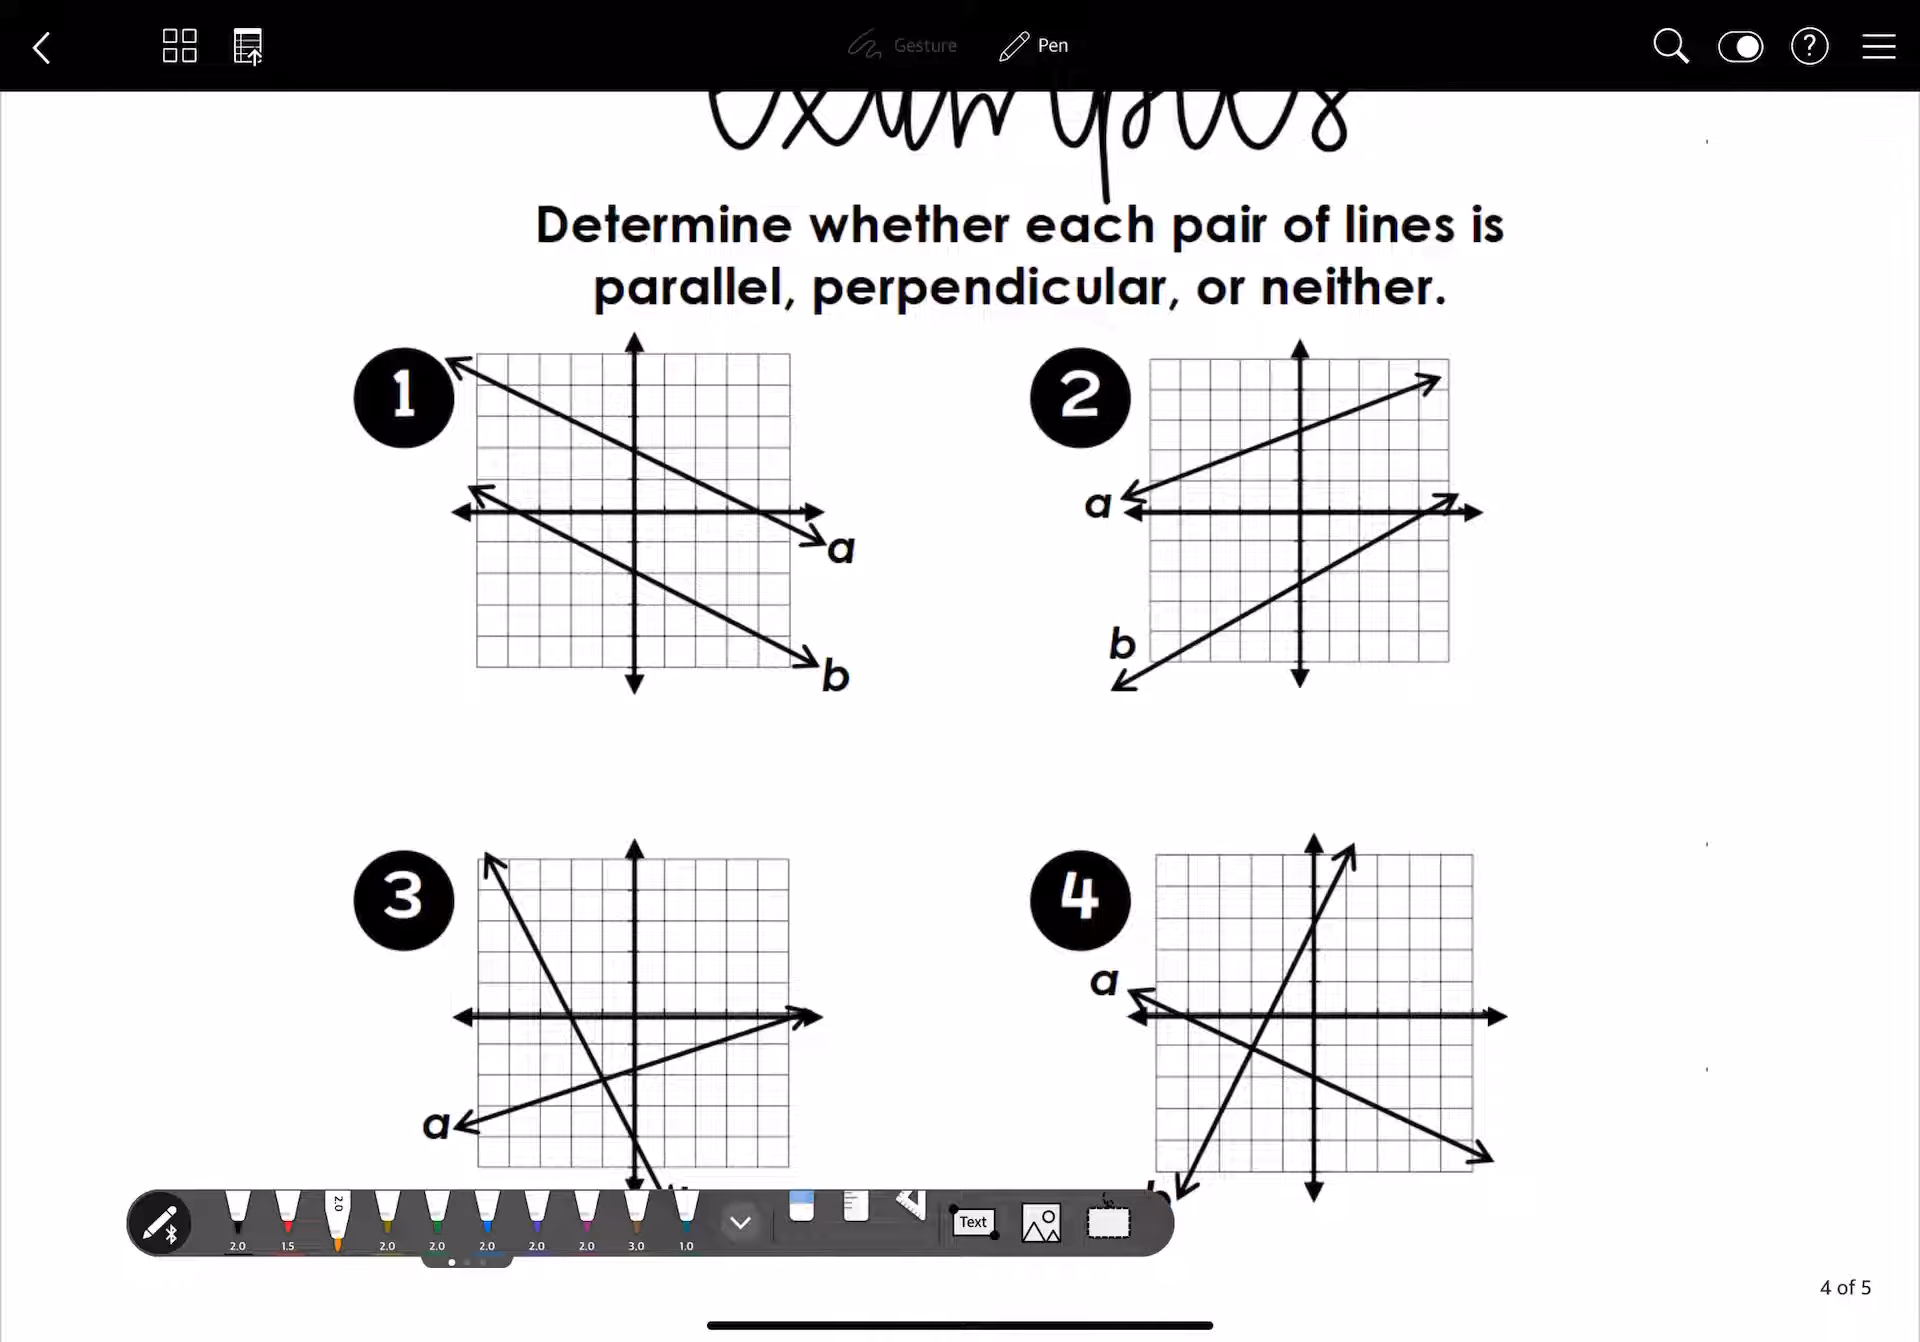 Gesture Pen
examples
Determine whether each pair of lines is
parallel, perpendicular, or neither.
1
2
a
b
a
b
3
4
a
a
b
2.0 1.5 2.0 2.0 2.0 2.0 2.0 2.0 3.0 1.0
Text
4 of 5